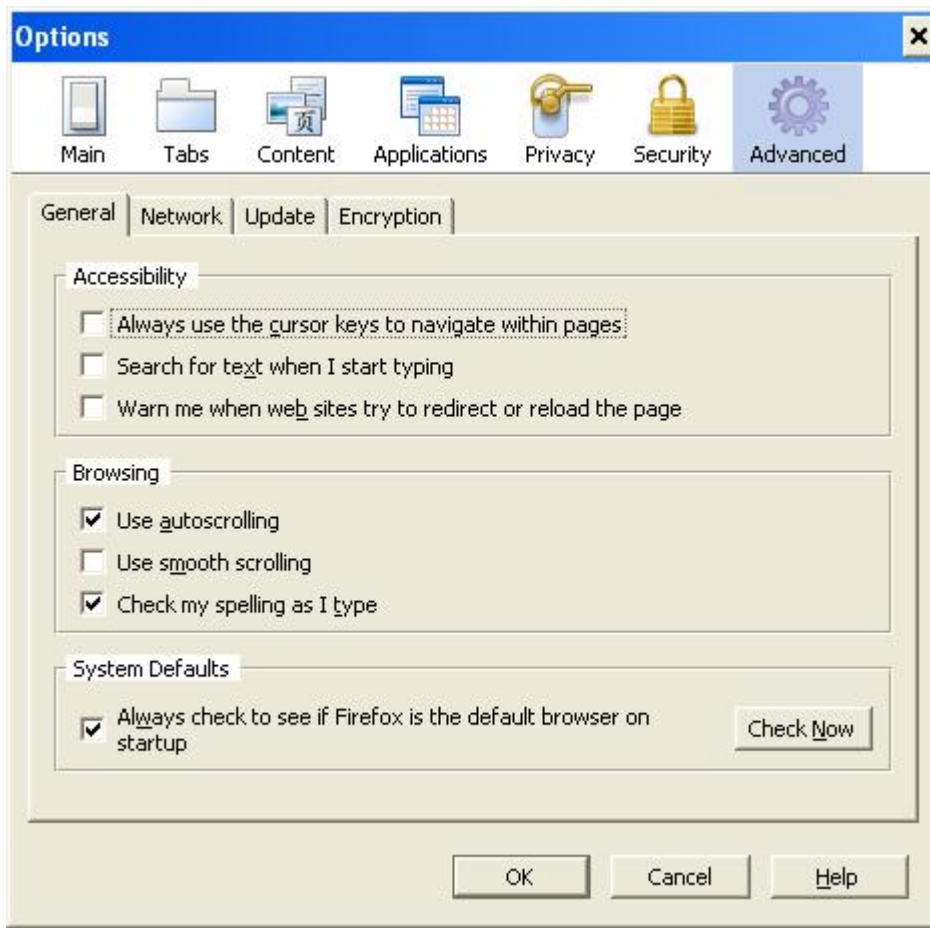 Options
页
Main Tabs Content Applications Privacy Security Advanced
General Network Update Encryption
Accessibility
Always use the cursor keys to navigate within pages
Search for text when I start typing
Warn me when web sites try to redirect or reload the page
Browsing
Use autoscrolling
Use smooth scrolling
Check my spelling as I type
System Defaults
Always check to see if Firefox is the default browser on
startup
Check Now
OK Cancel Help